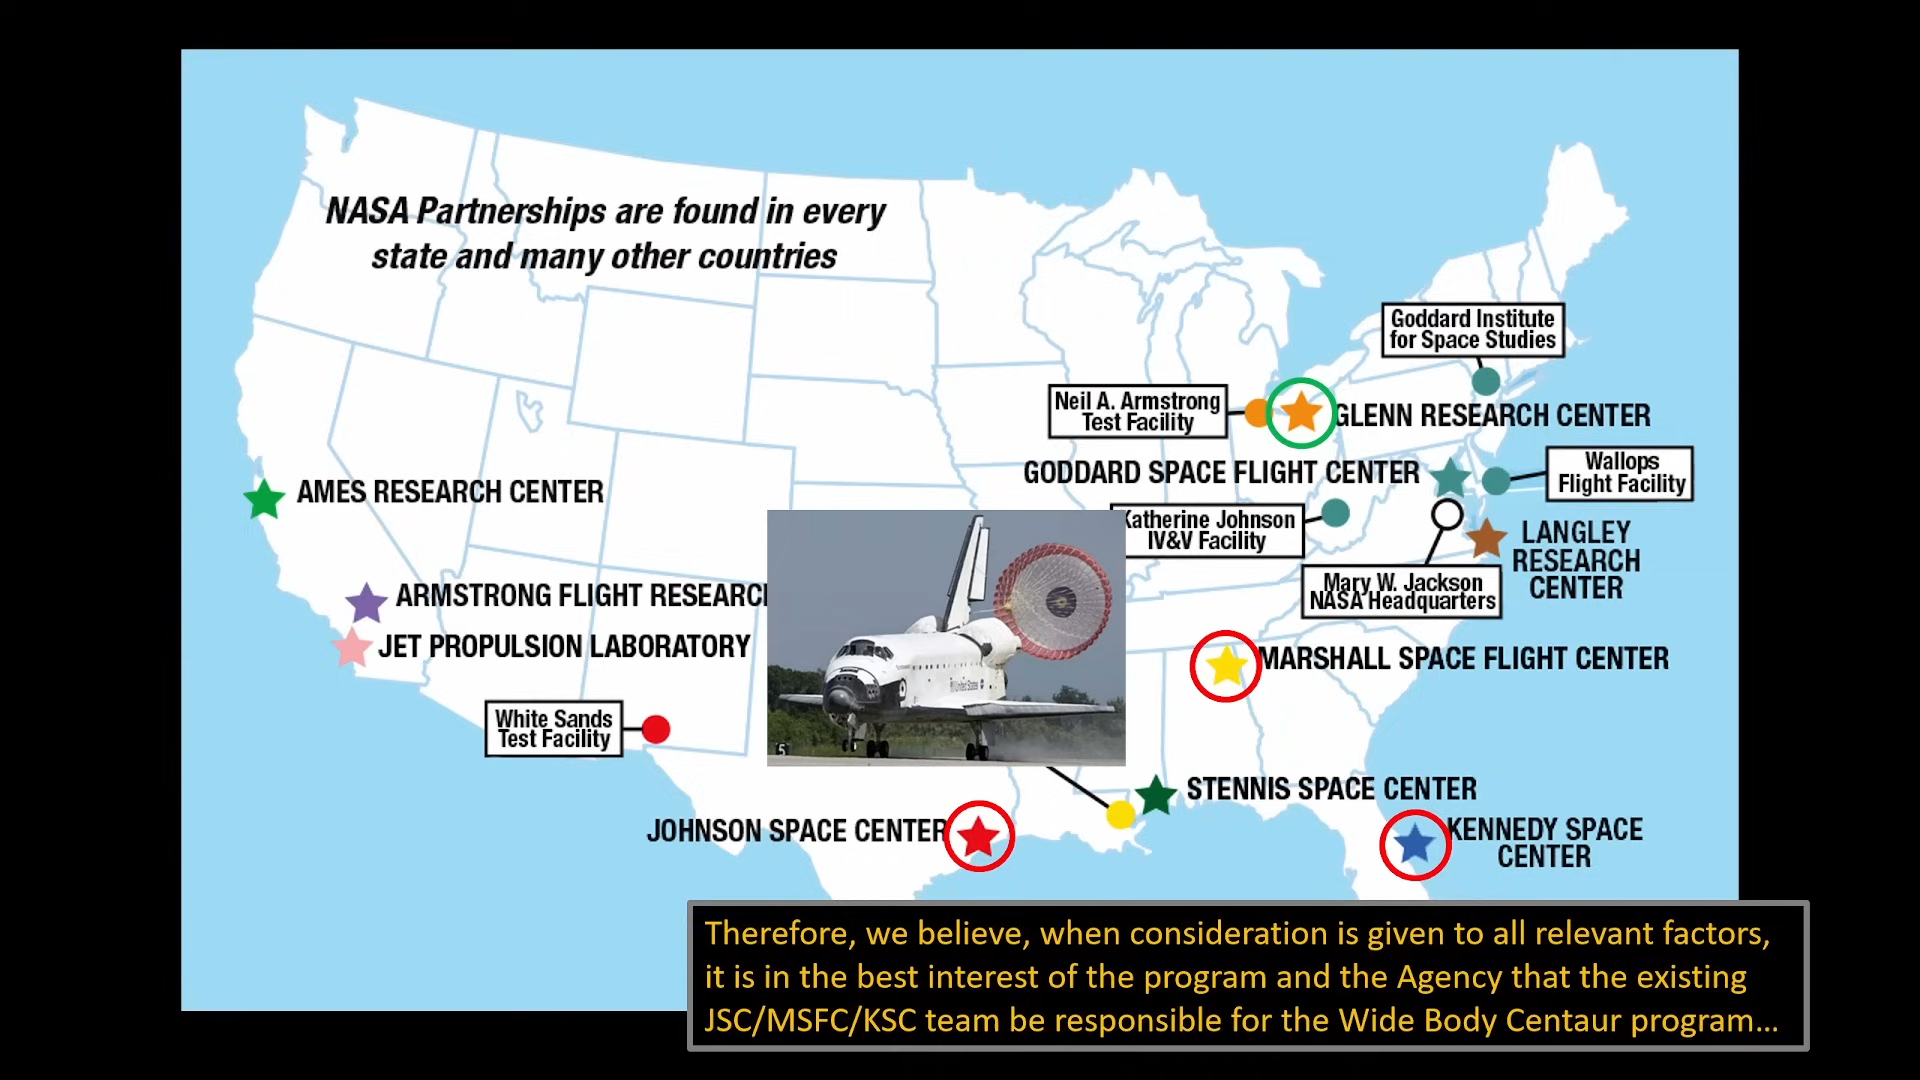 NASA Partnerships are found in every
state and many other countries
Goddard Institute
for Space Studies
Neil A. Armstrong
Test Facility
GLENN RESEARCH CENTER
GODDARD SPACE FLIGHT CENTER
Wallops
Flight Facility
AMES RESEARCH CENTER
Katherine Johnson
IV&V Facility
LANGLEY
RESEARCH
CENTER
Mary W. Jackson
NASA Headquarters
ARMSTRONG FLIGHT RESEARC
JET PROPULSION LABORATORY
United States
MARSHALL SPACE FLIGHT CENTER
White Sands
Test Facility
5
STENNIS SPACE CENTER
JOHNSON SPACE CENTER
KENNEDY SPACE
CENTER
Therefore, we believe, when consideration is given to all relevant factors,
it is in the best interest of the program and the Agency that the existing
JSC/MSFC/KSC team be responsible for the Wide Body Centaur program...